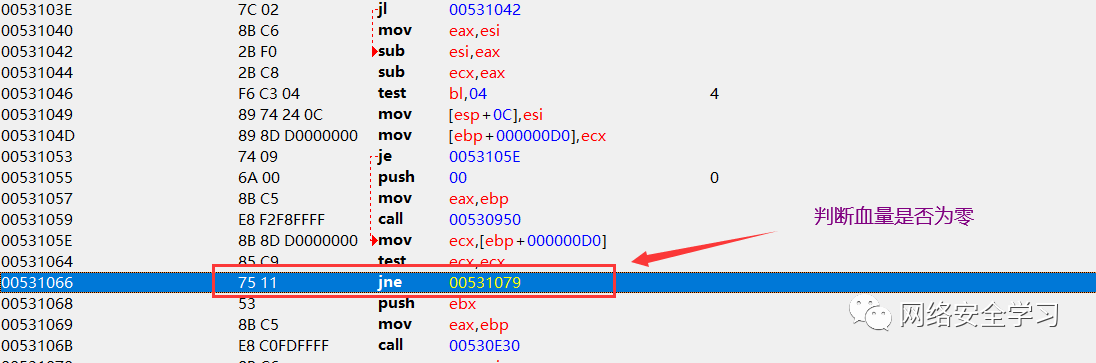 0053103E 7C 02 jl 00531042
00531040 8B C6 mov eax,esi
00531042 2B F0 sub esi,eax
00531044 2B C8 sub ecx,eax
00531046 F6 C3 04 test bl,04 4
00531049 89 74 24 0C mov [esp+0C],esi
0053104D 89 8D D0000000 mov [ebp+000000D0],ecx
00531053 74 09 je 0053105E
00531055 6A 00 push 00 0
00531057 8B C5 mov eax,ebp
00531059 E8 F2F8FFFF call 00530950
0053105E 8B 8D D0000000 mov ecx,[ebp+000000D0]
判断血量是否为零
00531064 85 C9 test ecx,ecx
00531066 75 11 jne 00531079
00531068 53 push ebx
00531069 8B C5 mov eax,ebp
0053106B E8 C0FDFFFF call 00530E30
网络安全学习